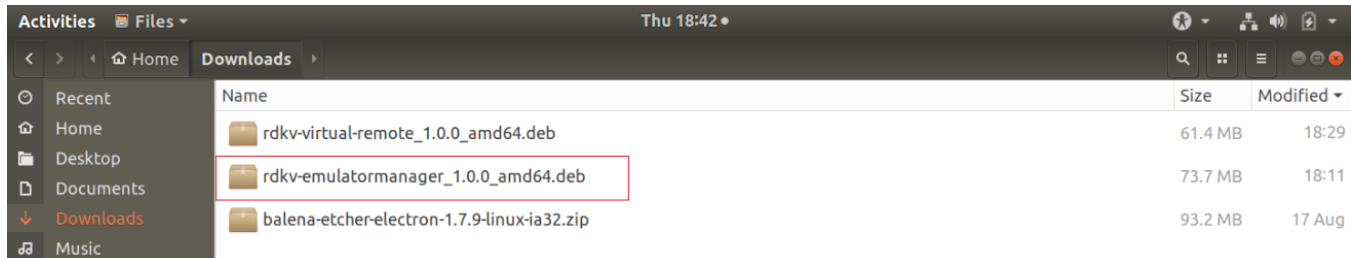 Activities Files Thu 18:42
Home Downloads
Recent Name Size Modified
Home rdkv-virtual-remote_1.0.0_amd64.deb 61.4 MB 18:29
Desktop
Documents rdkv-emulatormanager_1.0.0_amd64.deb 73.7 MB 18:11
Downloads balena-etcher-electron-1.7.9-linux-ia32.zip 93.2 MB 17 Aug
Music